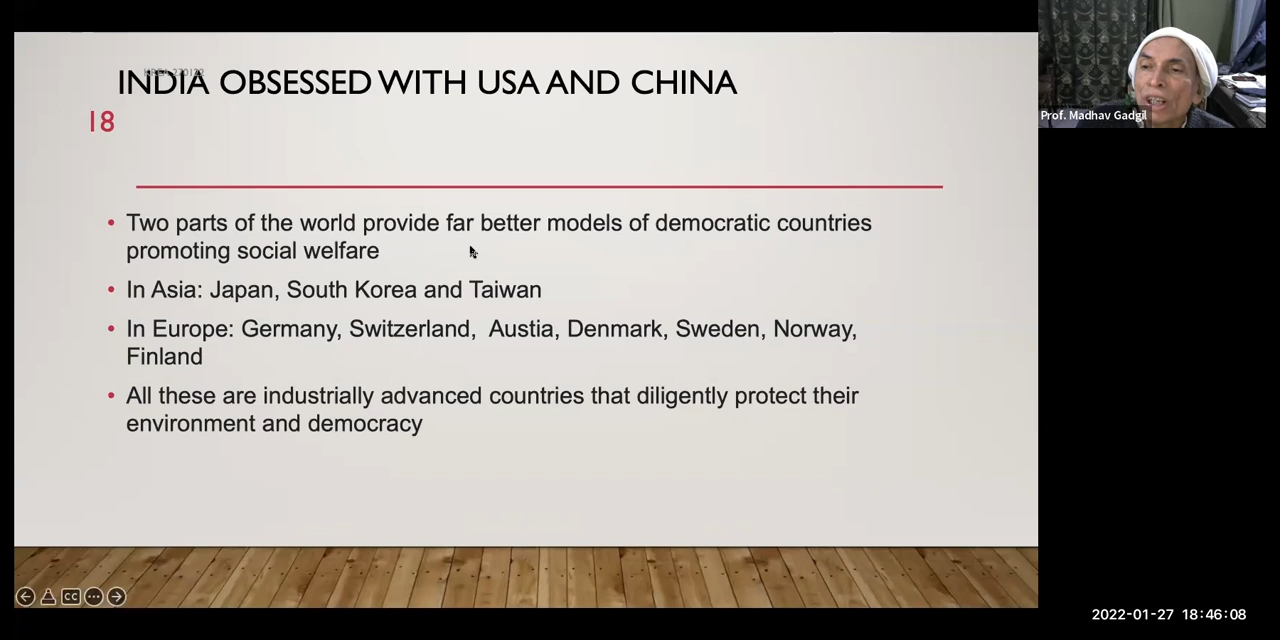 INDIA OBSESSED WITH USA AND CHINA
18
• Two parts of the world provide far better models of democratic countries
promoting social welfare
• In Asia: Japan, South Korea and Taiwan
• In Europe: Germany, Switzerland,  Austia, Denmark, Sweden, Norway,
Finland
• All these are industrially advanced countries that diligently protect their
environment and democracy
Prof. Madhav Gadgil
CC
2022-01-27 18:46:08